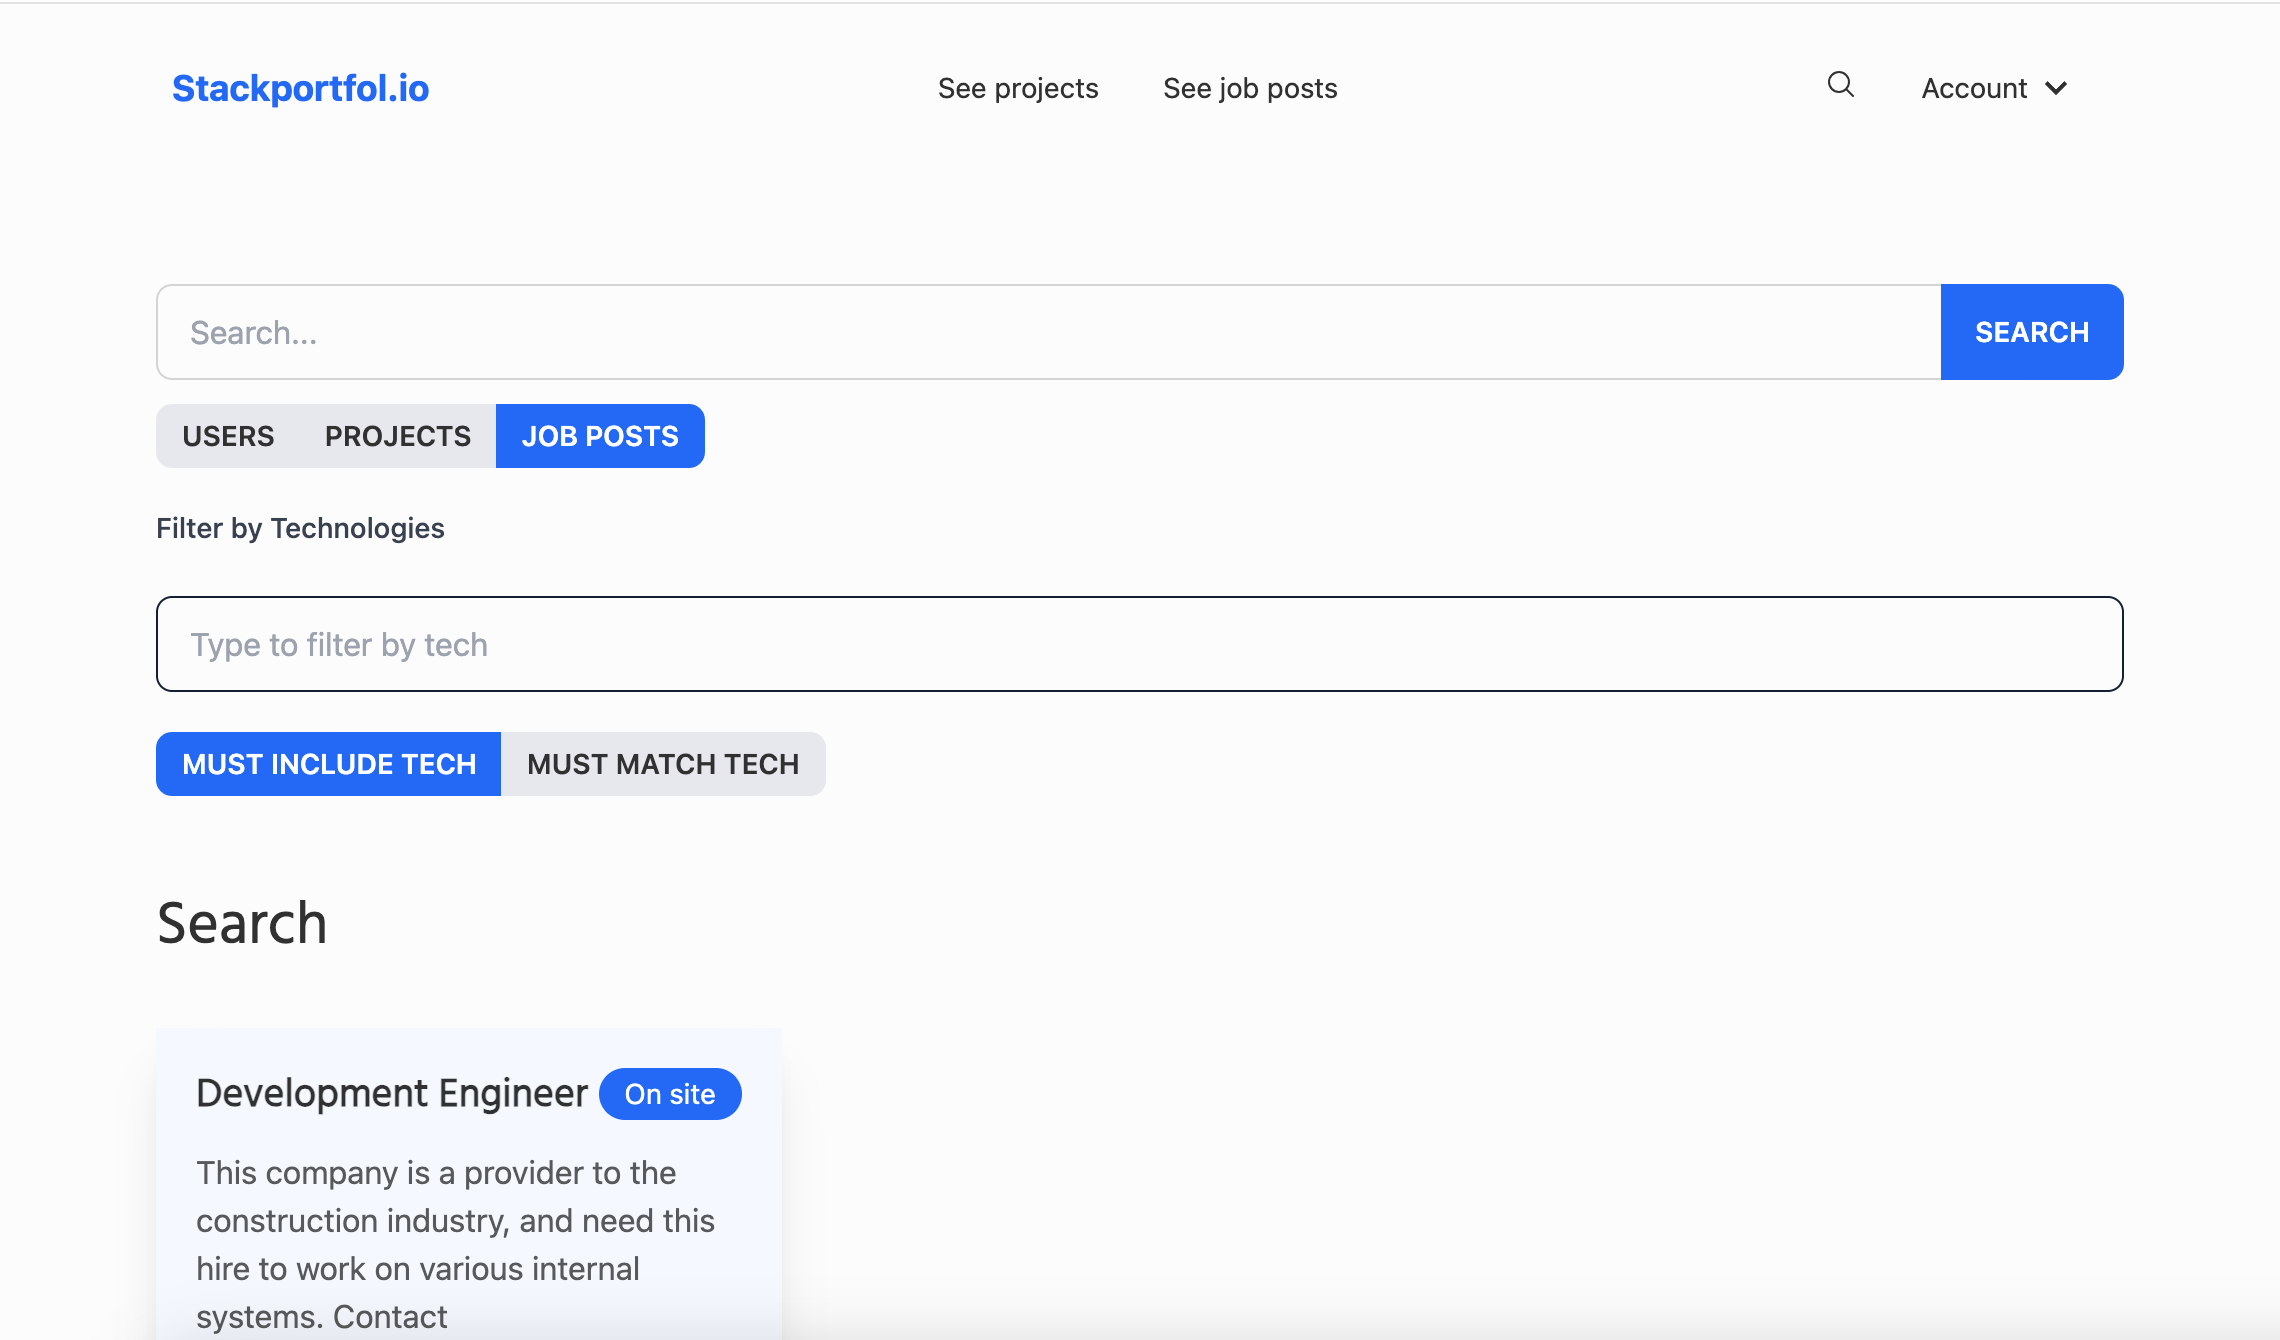 Stackportfol.io
See projects
See job posts
Account
Search...
SEARCH
USERS
PROJECTS
JOB POSTS
Filter by Technologies
Type to filter by tech
MUST INCLUDE TECH
MUST MATCH TECH
Search
Development Engineer
On site
This company is a provider to the
construction industry, and need this
hire to work on various internal
systems. Contact